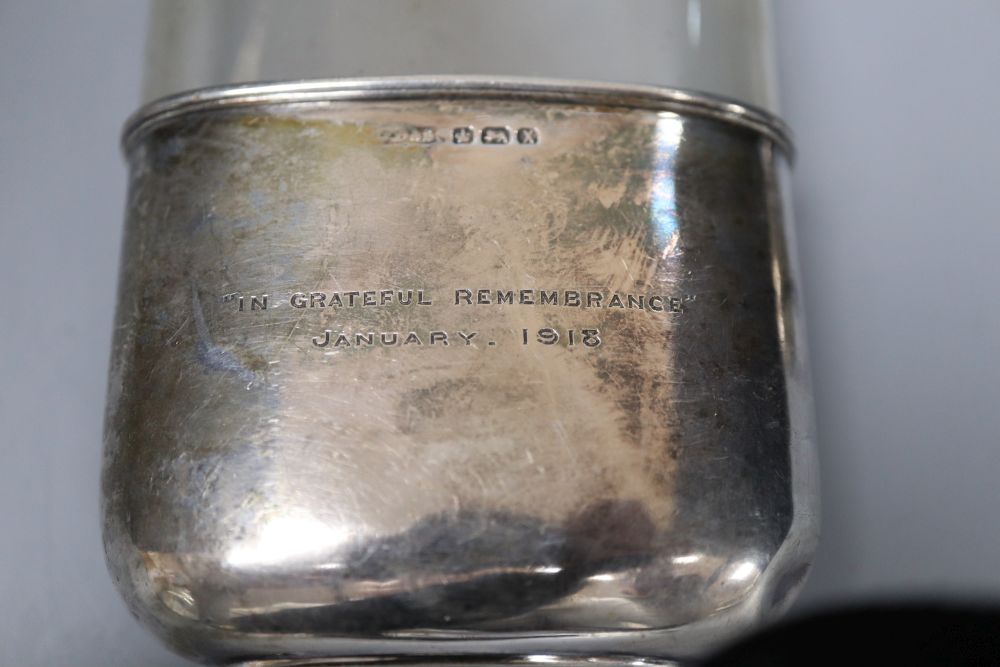 "IN GRATEFUL REMEMBRANCE"
JANUARY. 1918